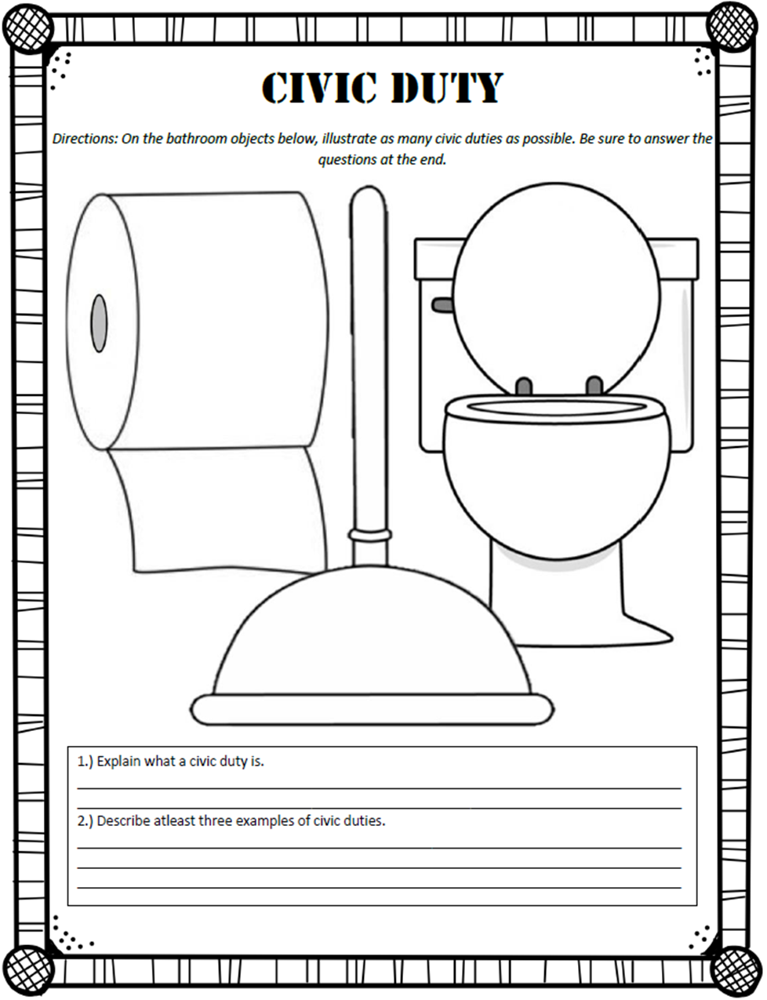 CIVIC DUTY
Directions: On the bathroom objects below, illustrate as many civic duties as possible. Be sure to answer the
questions at the end.
1.) Explain what a civic duty is.
2.) Describe atleast three examples of civic duties.